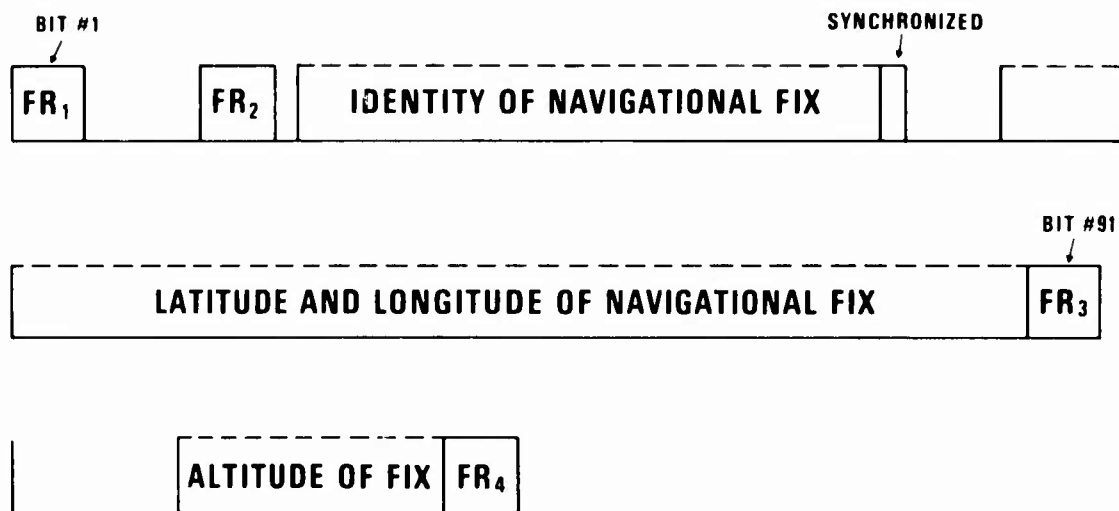 BIT #1
SYNCHRONIZED
FR₁ FR₂ IDENTITY OF NAVIGATIONAL FIX
BIT #91
LATITUDE AND LONGITUDE OF NAVIGATIONAL FIX FR₃
ALTITUDE OF FIX FR₄